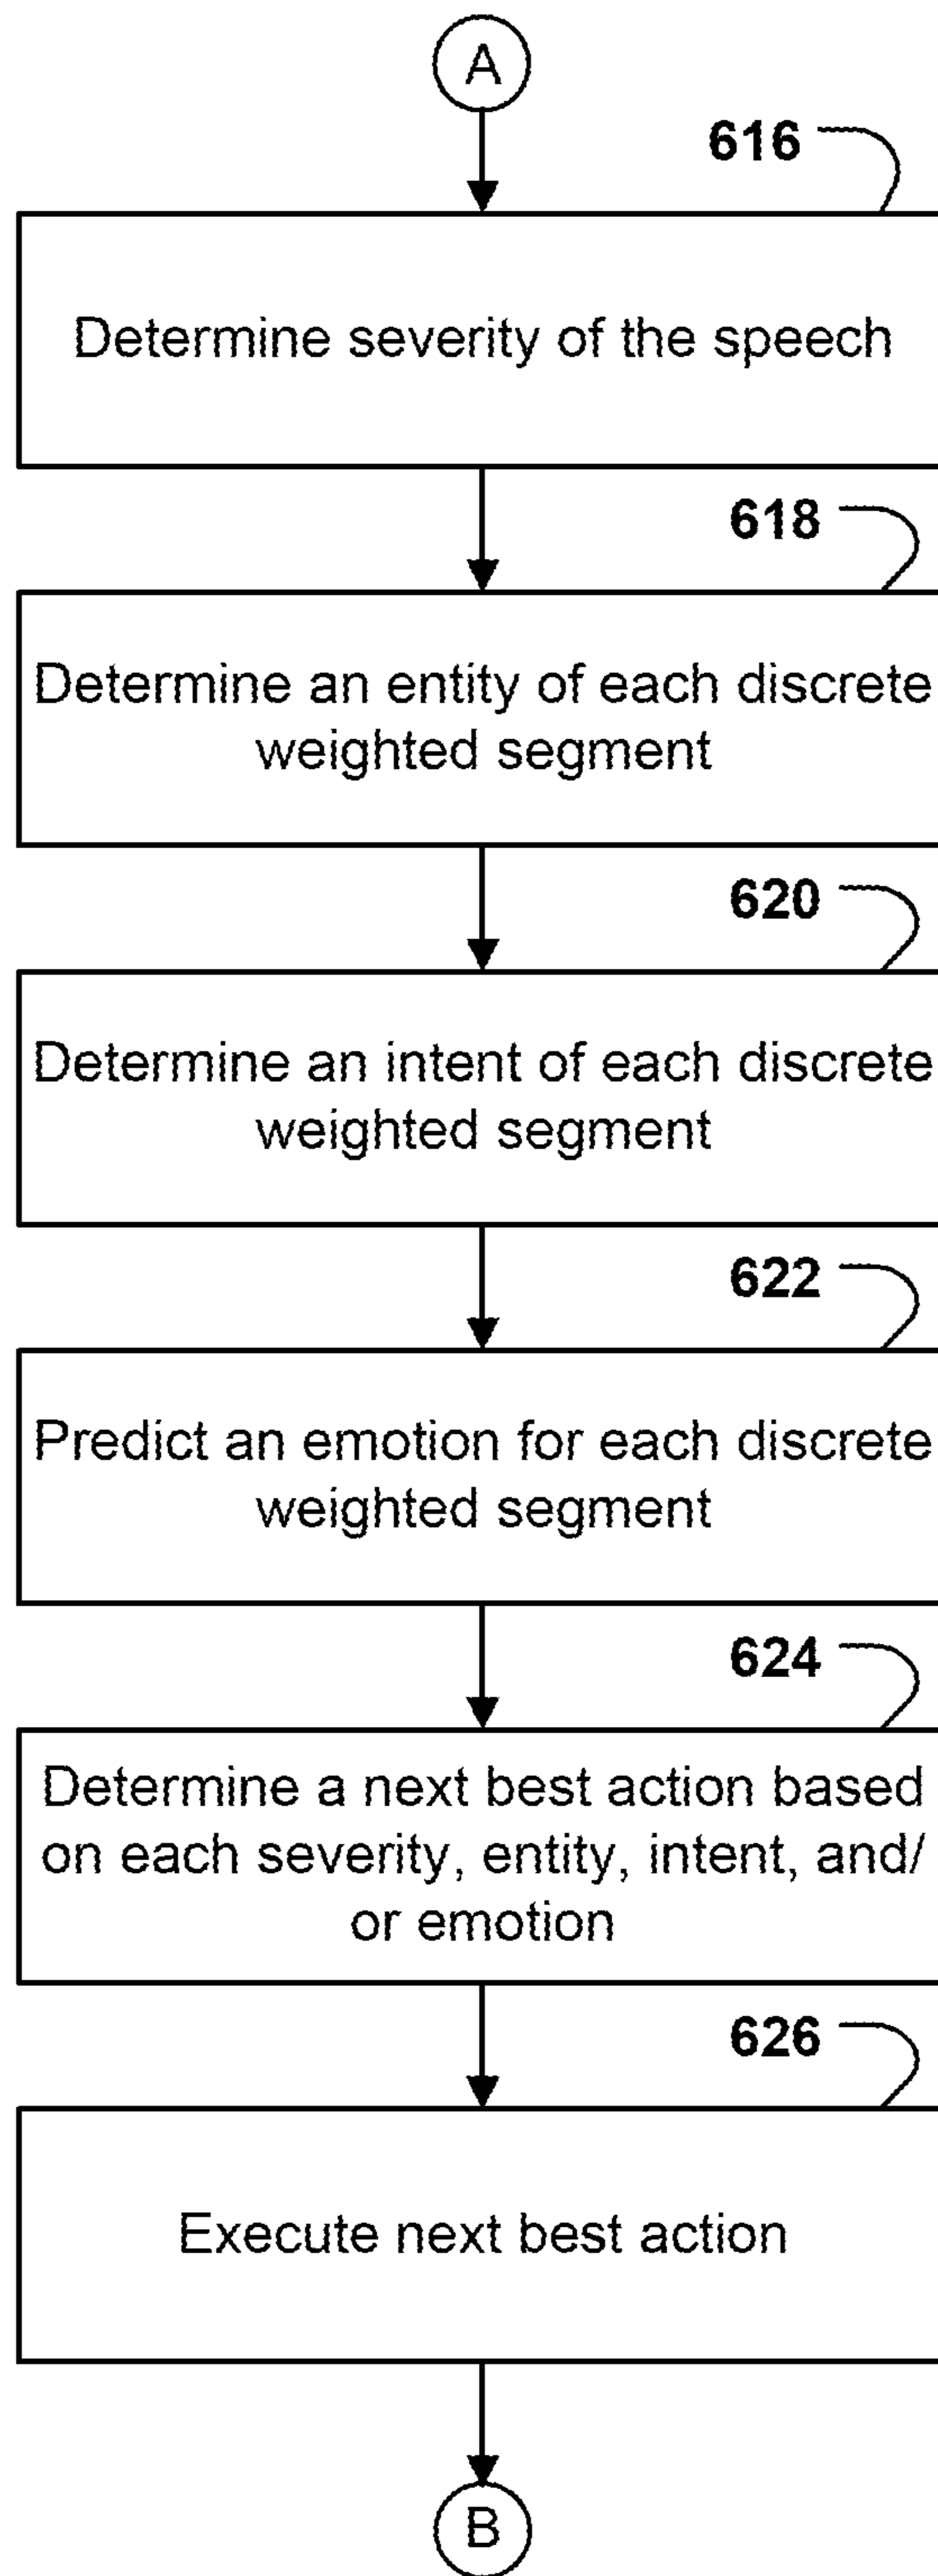 A
616
Determine severity of the speech
618
Determine an entity of each discrete
weighted segment
620
Determine an intent of each discrete
weighted segment
622
Predict an emotion for each discrete
weighted segment
624
Determine a next best action based
on each severity, entity, intent, and/
or emotion
626
Execute next best action
B